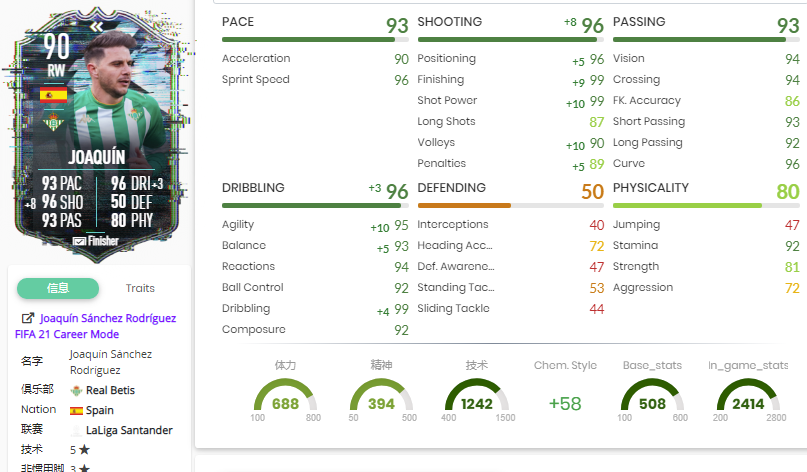 90
RW
JOAQUÍN
93 PAC
96 DRI+3
+8 96 SHO
50 DEF
93 PAS
80 PHY
Finisher
信息
Traits
Joaquín Sánchez Rodríguez
FIFA 21 Career Mode
名字
Joaquín Sánchez
Rodríguez
俱乐部
Real Betis
Nation
Spain
联赛
LaLiga Santander
技术
5 ★
非惯用脚
3 ★
PACE 93
Acceleration 90
Sprint Speed 96
SHOOTING +8 96
Positioning +5 96
Finishing +9 99
Shot Power +10 99
Long Shots 87
Volleys +10 90
Penalties +5 89
PASSING 93
Vision 94
Crossing 94
FK. Accuracy 86
Short Passing 93
Long Passing 92
Curve 96
DRIBBLING +3 96
Agility +10 95
Balance +5 93
Reactions 94
Ball Control 92
Dribbling +4 99
Composure 92
DEFENDING 50
Interceptions 40
Heading Acc... 72
Def. Awarene... 47
Standing Tac... 53
Sliding Tackle 44
PHYSICALITY 80
Jumping 47
Stamina 92
Strength 81
Aggression 72
体力
688
100 800
精神
394
50 500
技术
1242
400 1500
Chem. Style
+58
Base_stats
508
100 600
In_game_stats
2414
200 2800